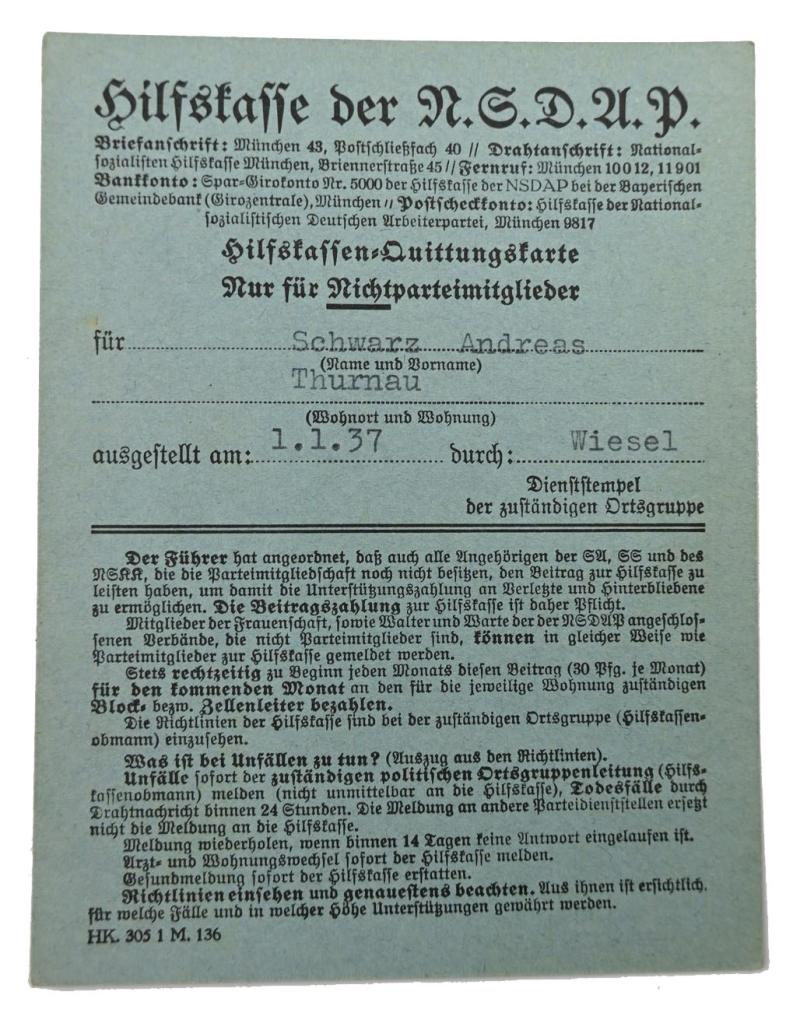 Hilfskasse der N.S.D.A.P.
Briefanschrift: München 43, Postschließfach 40 // Drahtanschrift: National-
sozialisten Hilfskasse München, Briennerstraße 45 // Fernruf: München 10012, 11901
Bankkonto: Spar-Girokonto Nr. 5000 der Hilfskasse der NSDAP bei der Bayerischen
Gemeindebank (Girozentrale), München // Postscheckkonto: Hilfskasse der National-
sozialistischen Deutschen Arbeiterpartei, München 9817
Hilfskassen-Quittungskarte
Nur für Nichtparteimitglieder
für Schwarz Andreas
(Name und Vorname)
Thurnau
(Wohnort und Wohnung)
ausgestellt am: 1.1.37 durch: Wiesel
Dienststempel
der zuständigen Ortsgruppe
Der Führer hat angeordnet, daß auch alle Angehörigen der SA, SS und des
NSKK, die die Parteimitgliedschaft noch nicht besitzen, den Beitrag zur Hilfskasse zu
leisten haben, um damit die Unterstützungszahlung an Verletzte und Hinterbliebene
zu ermöglichen. Die Beitragszahlung zur Hilfskasse ist daher Pflicht.
Mitglieder der Frauenschaft, sowie Walter und Warte der der NSDAP angeschlos-
senen Verbände, die nicht Parteimitglieder sind, können in gleicher Weise wie
Parteimitglieder zur Hilfskasse gemeldet werden.
Stets rechtzeitig zu Beginn jeden Monats diesen Beitrag (30 Pfg. je Monat)
für den kommenden Monat an den für die jeweilige Wohnung zuständigen
Block- bezw. Zellenleiter bezahlen.
Die Richtlinien der Hilfskasse sind bei der zuständigen Ortsgruppe (Hilfskassen-
obmann) einzusehen.
Was ist bei Unfällen zu tun? (Auszug aus den Richtlinien).
Unfälle sofort der zuständigen politischen Ortsgruppenleitung (Hilfs-
kassenobmann) melden (nicht unmittelbar an die Hilfskasse), Todesfälle durch
Drahtnachricht binnen 24 Stunden. Die Meldung an andere Parteidienststellen ersetzt
nicht die Meldung an die Hilfskasse.
Meldung wiederholen, wenn binnen 14 Tagen keine Antwort eingelaufen ist.
Arzt- und Wohnungswechsel sofort der Hilfskasse melden.
Gesundmeldung sofort der Hilfskasse erstatten.
Richtlinien einsehen und genauestens beachten. Aus ihnen ist ersichtlich,
für welche Fälle und in welcher Höhe Unterstützungen gewährt werden.
HK. 305 1 M. 136